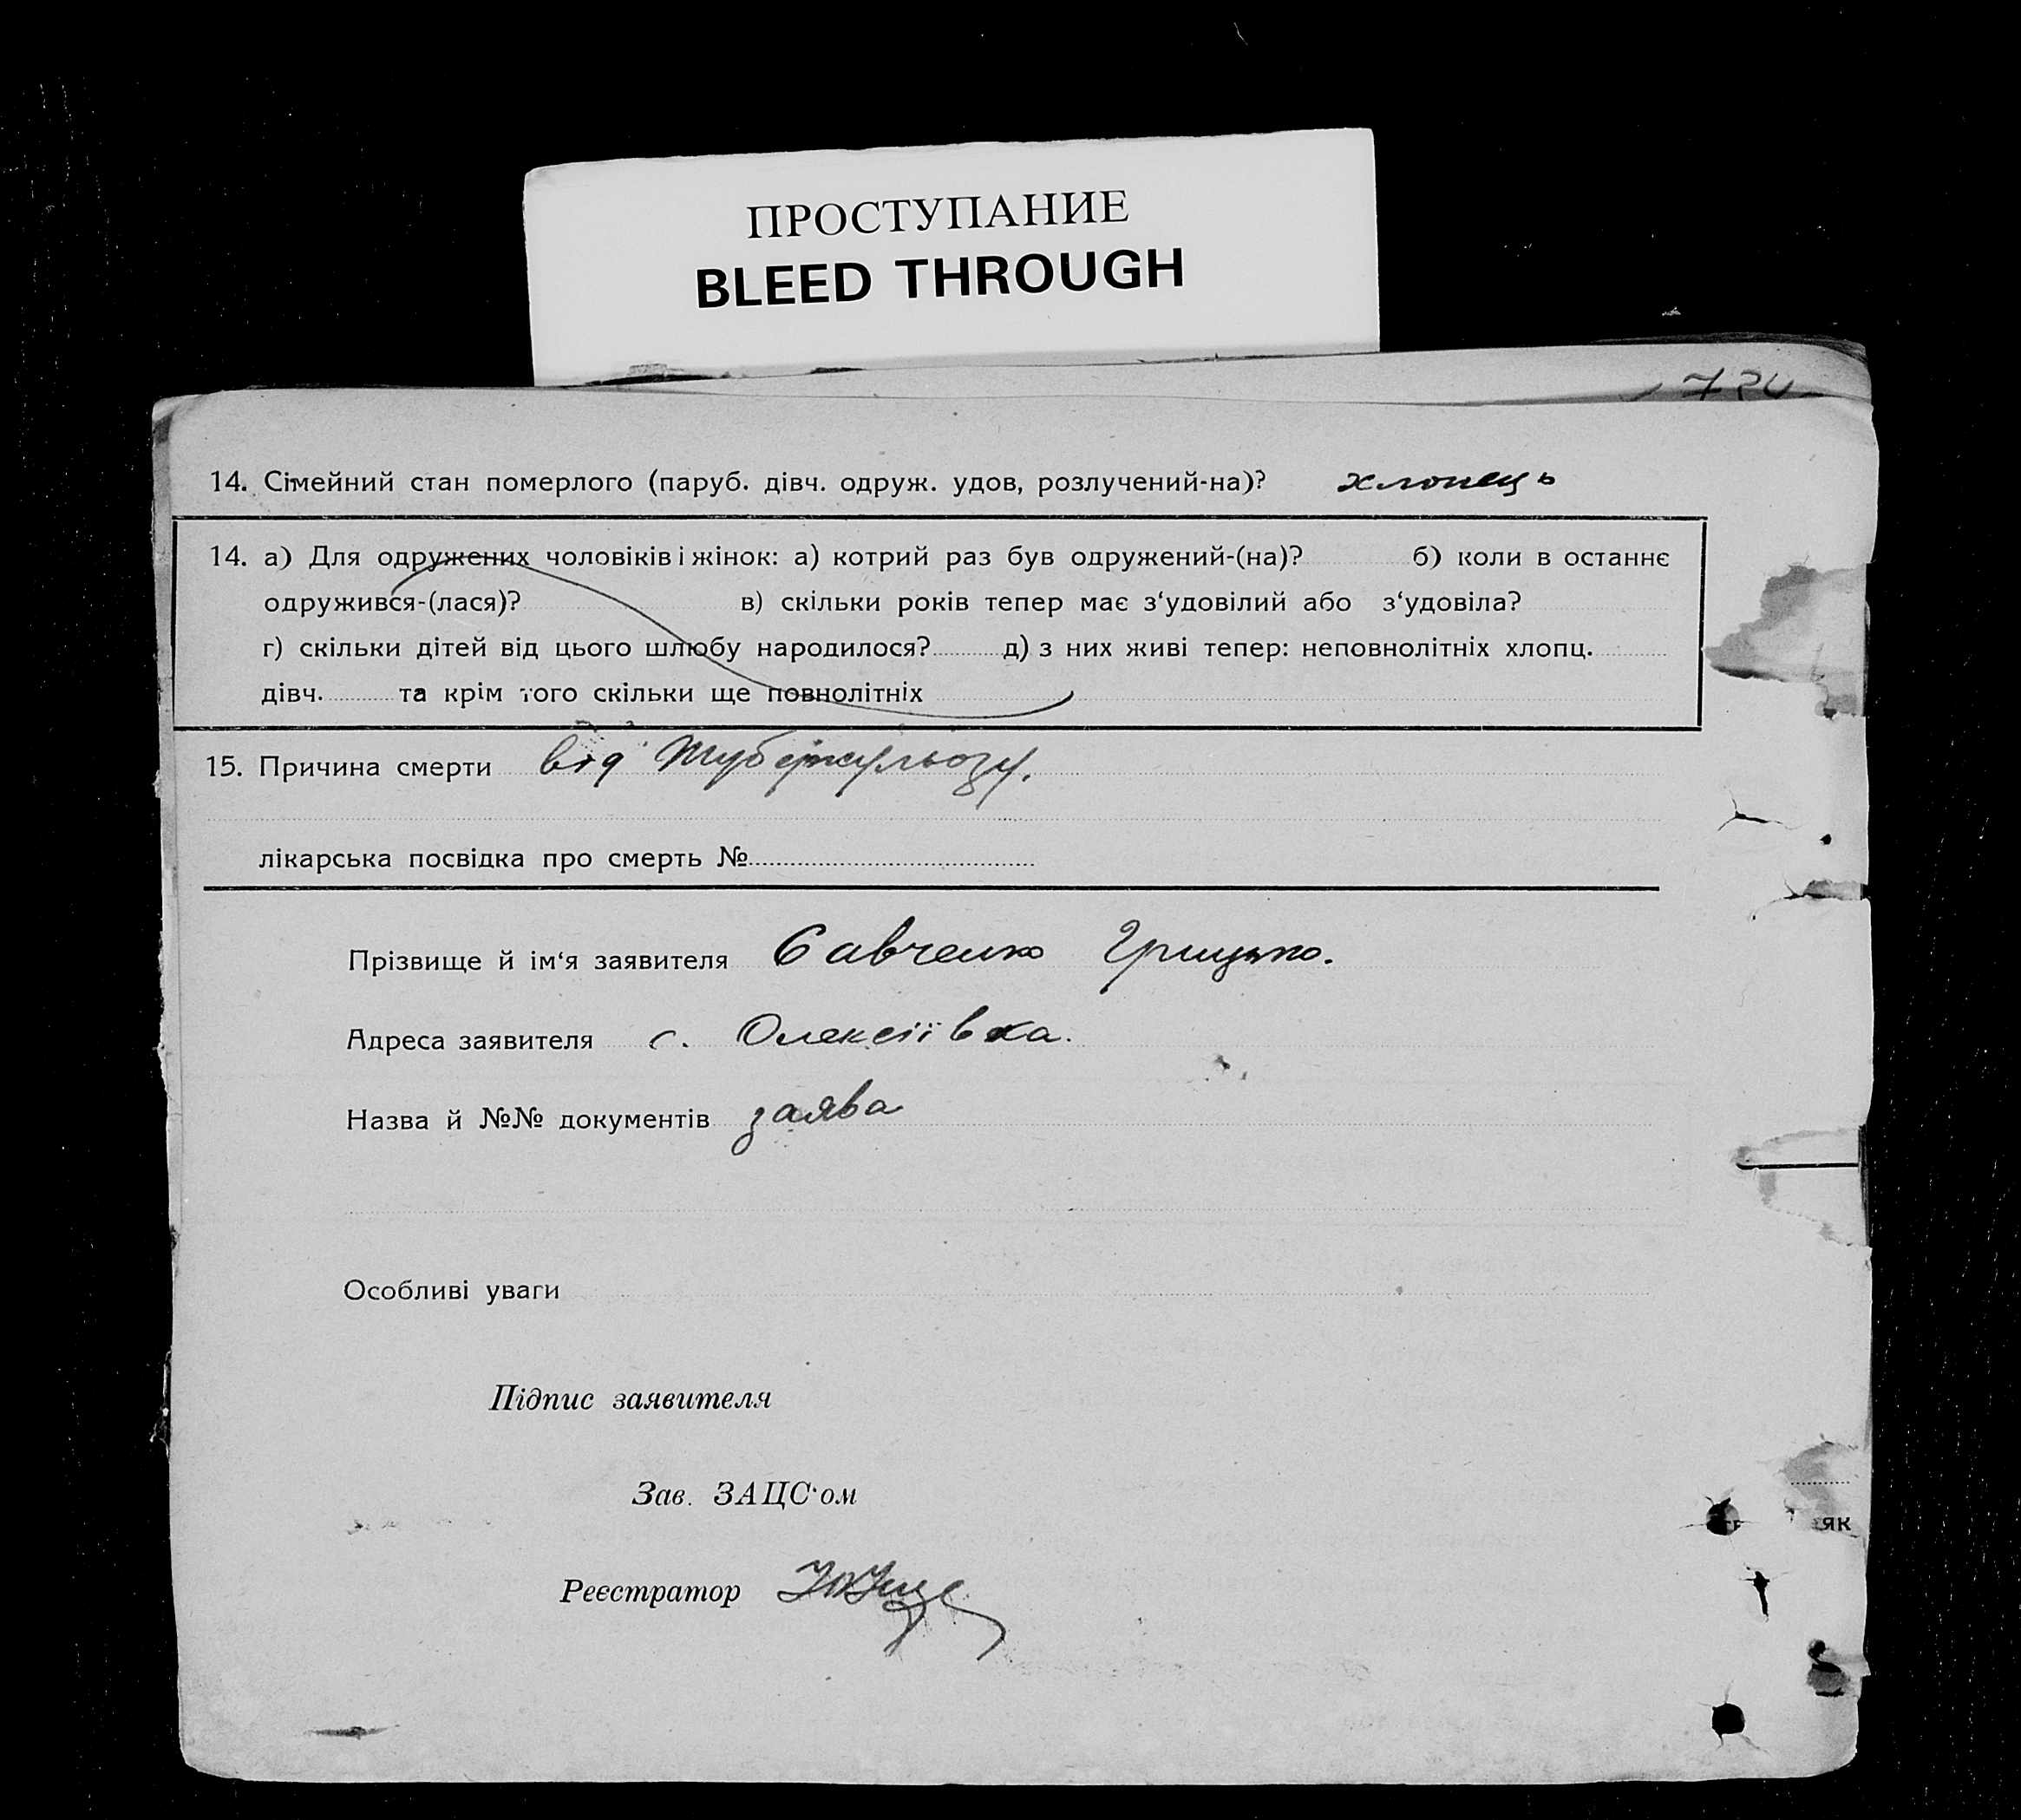 ПРОСТУПАНИЕ
BLEED THROUGH
14. Сімейний стан померлого (паруб. дівч. одруж. удов, розлучений-на)? хлопець
14. а) Для одружених чоловіків і жінок: а) котрий раз був одружений-(на)? б) коли в останнє
одружився-(лася)? в) скільки років тепер має з‘удовілий або з‘удовіла?
г) скільки дітей від цього шлюбу народилося? д) з них живі тепер: неповнолітніх хлопц.
дівч. та крім того скільки ще повнолітніх
15. Причина смерти від туберкульозу.
лікарська посвідка про смерть №
Прізвище й ім‘я заявителя Савченко Грицько.
Адреса заявителя с. Олексіївка.
Назва й №№ документів заява
Особливі уваги
Підпис заявителя
Зав. ЗАЦС‘ом
як
Реєстратор